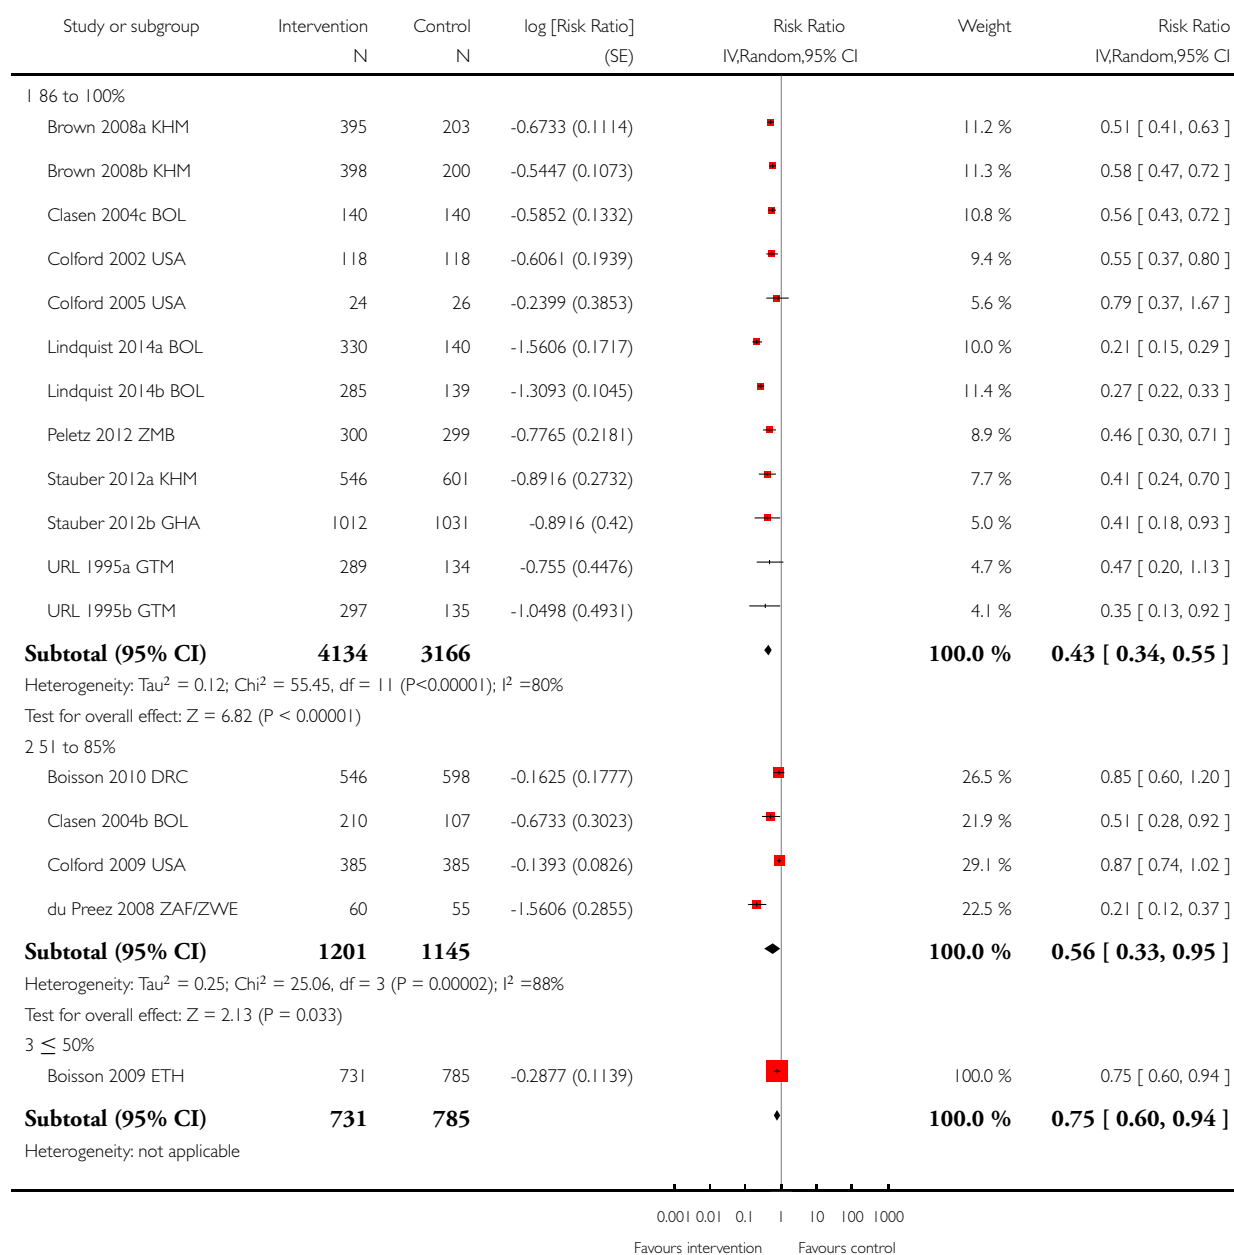 Study or subgroup Intervention Control log [Risk Ratio] Risk Ratio Weight Risk Ratio
N N (SE) IV,Random,95% CI IV,Random,95% CI
1 86 to 100%
Brown 2008a KHM 395 203 -0.6733 (0.1114) 11.2 % 0.51 [ 0.41, 0.63 ]
Brown 2008b KHM 398 200 -0.5447 (0.1073) 11.3 % 0.58 [ 0.47, 0.72 ]
Clasen 2004c BOL 140 140 -0.5852 (0.1332) 10.8 % 0.56 [ 0.43, 0.72 ]
Colford 2002 USA 118 118 -0.6061 (0.1939) 9.4 % 0.55 [ 0.37, 0.80 ]
Colford 2005 USA 24 26 -0.2399 (0.3853) 5.6 % 0.79 [ 0.37, 1.67 ]
Lindquist 2014a BOL 330 140 -1.5606 (0.1717) 10.0 % 0.21 [ 0.15, 0.29 ]
Lindquist 2014b BOL 285 139 -1.3093 (0.1045) 11.4 % 0.27 [ 0.22, 0.33 ]
Peletz 2012 ZMB 300 299 -0.7765 (0.2181) 8.9 % 0.46 [ 0.30, 0.71 ]
Stauber 2012a KHM 546 601 -0.8916 (0.2732) 7.7 % 0.41 [ 0.24, 0.70 ]
Stauber 2012b GHA 1012 1031 -0.8916 (0.42) 5.0 % 0.41 [ 0.18, 0.93 ]
URL 1995a GTM 289 134 -0.755 (0.4476) 4.7 % 0.47 [ 0.20, 1.13 ]
URL 1995b GTM 297 135 -1.0498 (0.4931) 4.1 % 0.35 [ 0.13, 0.92 ]
Subtotal (95% CI) 4134 3166 100.0 % 0.43 [ 0.34, 0.55 ]
Heterogeneity: Tau² = 0.12; Chi² = 55.45, df = 11 (P<0.00001); I² =80%
Test for overall effect: Z = 6.82 (P < 0.00001)
2 51 to 85%
Boisson 2010 DRC 546 598 -0.1625 (0.1777) 26.5 % 0.85 [ 0.60, 1.20 ]
Clasen 2004b BOL 210 107 -0.6733 (0.3023) 21.9 % 0.51 [ 0.28, 0.92 ]
Colford 2009 USA 385 385 -0.1393 (0.0826) 29.1 % 0.87 [ 0.74, 1.02 ]
du Preez 2008 ZAF/ZWE 60 55 -1.5606 (0.2855) 22.5 % 0.21 [ 0.12, 0.37 ]
Subtotal (95% CI) 1201 1145 100.0 % 0.56 [ 0.33, 0.95 ]
Heterogeneity: Tau² = 0.25; Chi² = 25.06, df = 3 (P = 0.00002); I² =88%
Test for overall effect: Z = 2.13 (P = 0.033)
3 ≤ 50%
Boisson 2009 ETH 731 785 -0.2877 (0.1139) 100.0 % 0.75 [ 0.60, 0.94 ]
Subtotal (95% CI) 731 785 100.0 % 0.75 [ 0.60, 0.94 ]
Heterogeneity: not applicable
0.001 0.01 0.1 1 10 100 1000
Favours intervention Favours control